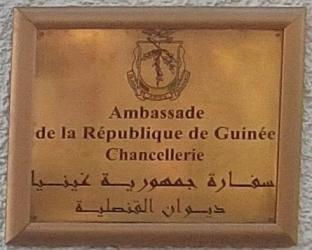 Ambassade
de la République de Guinée
Chancellerie
سفارة جمهورية غينيا
ديوان القنصلية